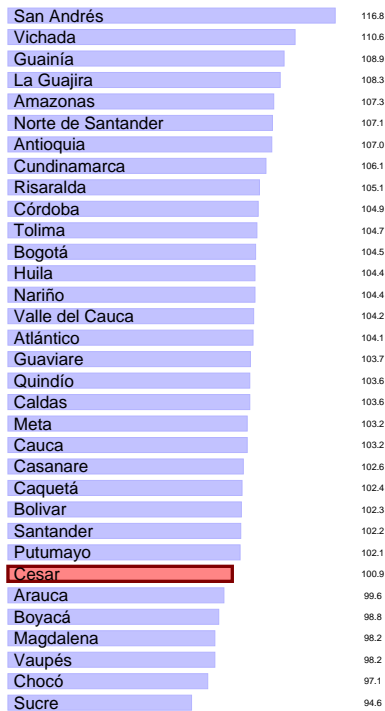 San Andrés 116.8
Vichada 110.6
Guainía 108.9
La Guajira 108.3
Amazonas 107.3
Norte de Santander 107.1
Antioquia 107.0
Cundinamarca 106.1
Risaralda 105.1
Córdoba 104.9
Tolima 104.7
Bogotá 104.5
Huila 104.4
Nariño 104.4
Valle del Cauca 104.2
Atlántico 104.1
Guaviare 103.7
Quindío 103.6
Caldas 103.6
Meta 103.2
Cauca 103.2
Casanare 102.6
Caquetá 102.4
Bolivar 102.3
Santander 102.2
Putumayo 102.1
Cesar 100.9
Arauca 99.6
Boyacá 98.8
Magdalena 98.2
Vaupés 98.2
Chocó 97.1
Sucre 94.6